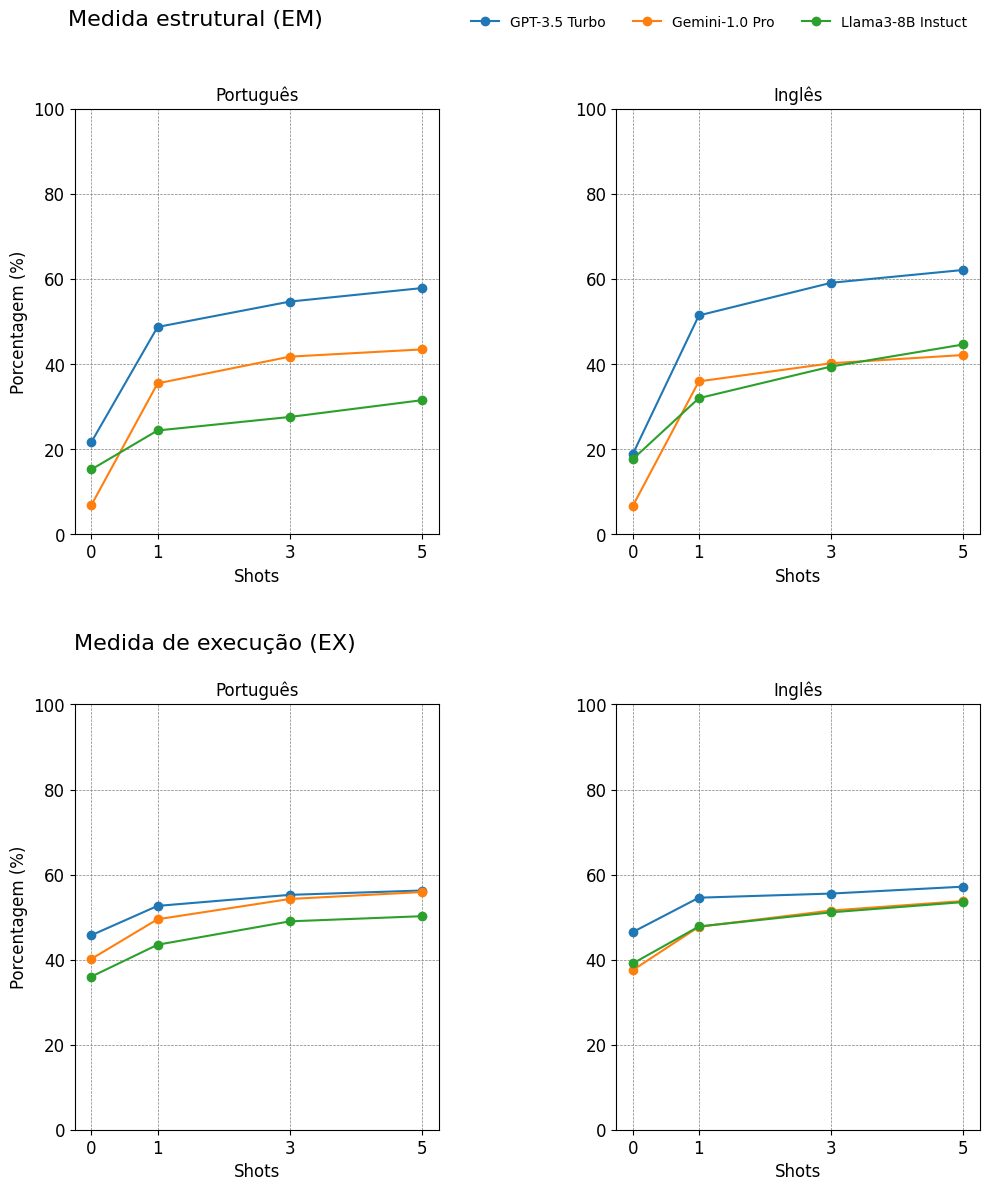 Medida estrutural (EM)
GPT-3.5 Turbo
Gemini-1.0 Pro
Llama3-8B Instuct
Português
100
80
60
40
20
0
Porcentagem (%)
0 1 3 5
Shots
Inglês
100
80
60
40
20
0
0 1 3 5
Shots
Medida de execução (EX)
Português
100
80
60
40
20
0
Porcentagem (%)
0 1 3 5
Shots
Inglês
100
80
60
40
20
0
0 1 3 5
Shots